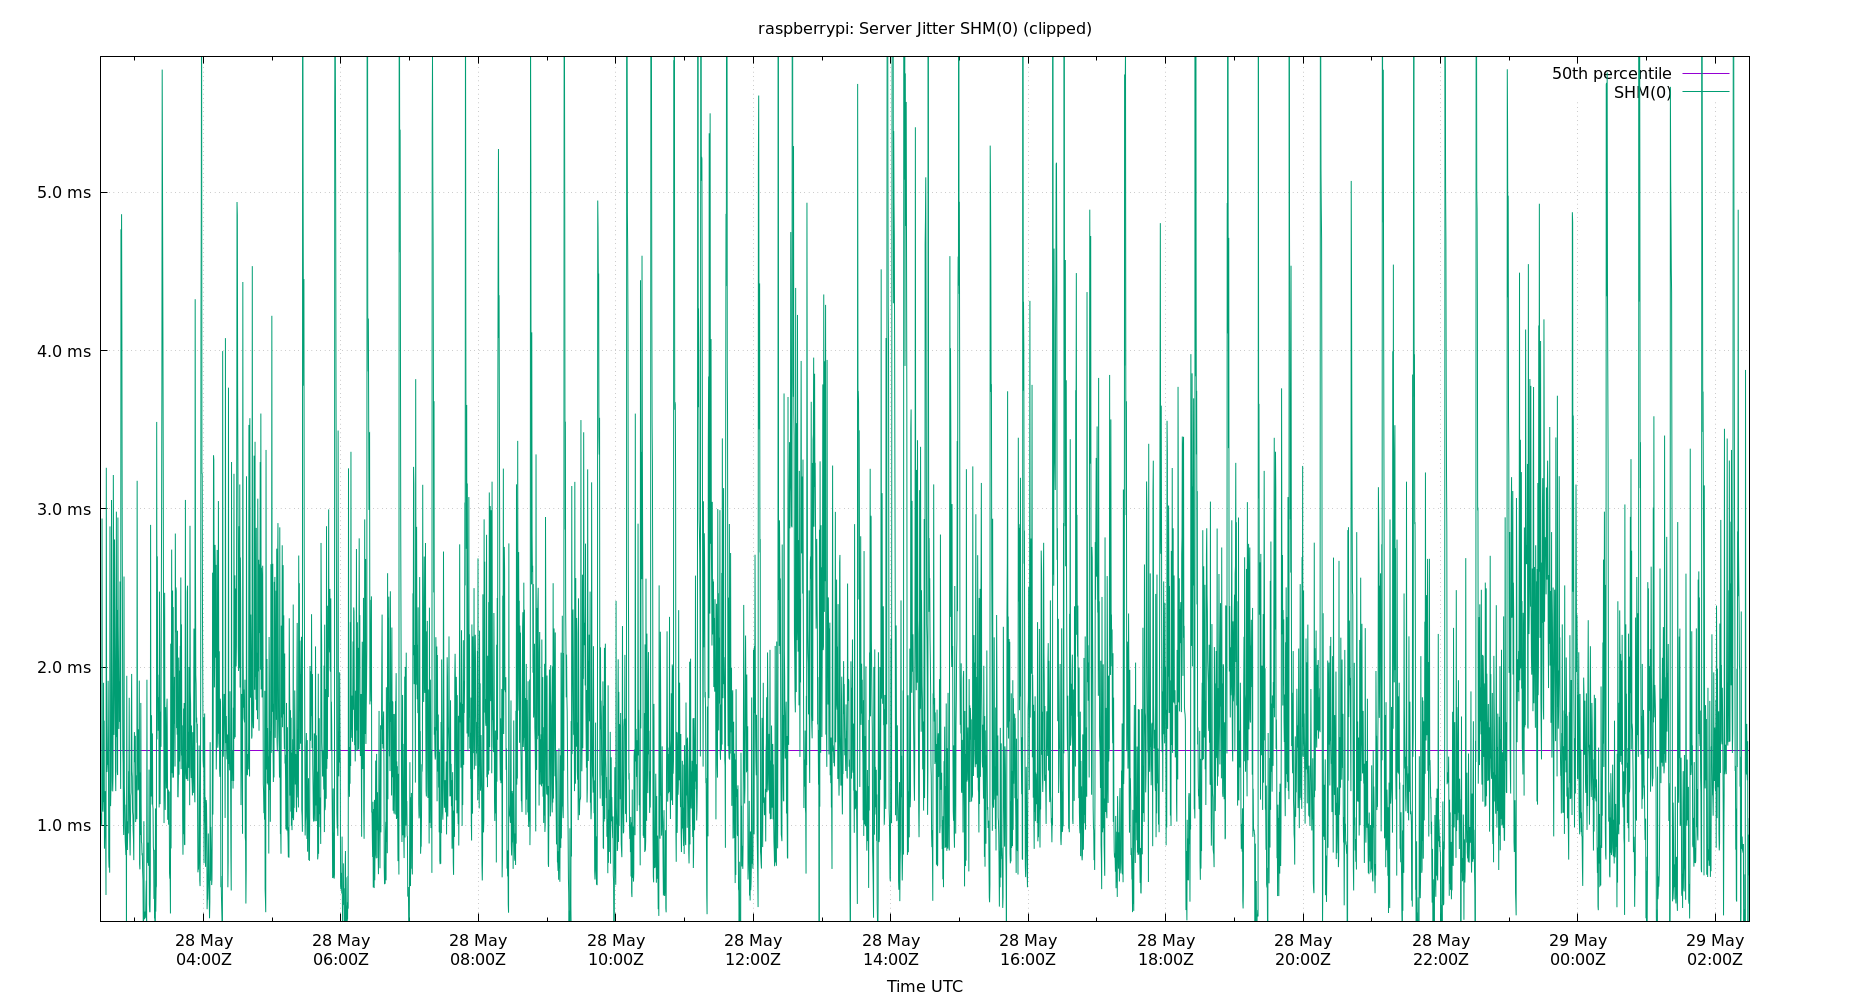 raspberrypi: Server Jitter SHM(0) (clipped)
50th percentile
SHM(0)
5.0 ms
4.0 ms
3.0 ms
2.0 ms
1.0 ms
28 May 28 May 28 May 28 May 28 May 28 May 28 May 28 May 28 May 28 May 29 May 29 May
04:00Z 06:00Z 08:00Z 10:00Z 12:00Z 14:00Z 16:00Z 18:00Z 20:00Z 22:00Z 00:00Z 02:00Z
Time UTC